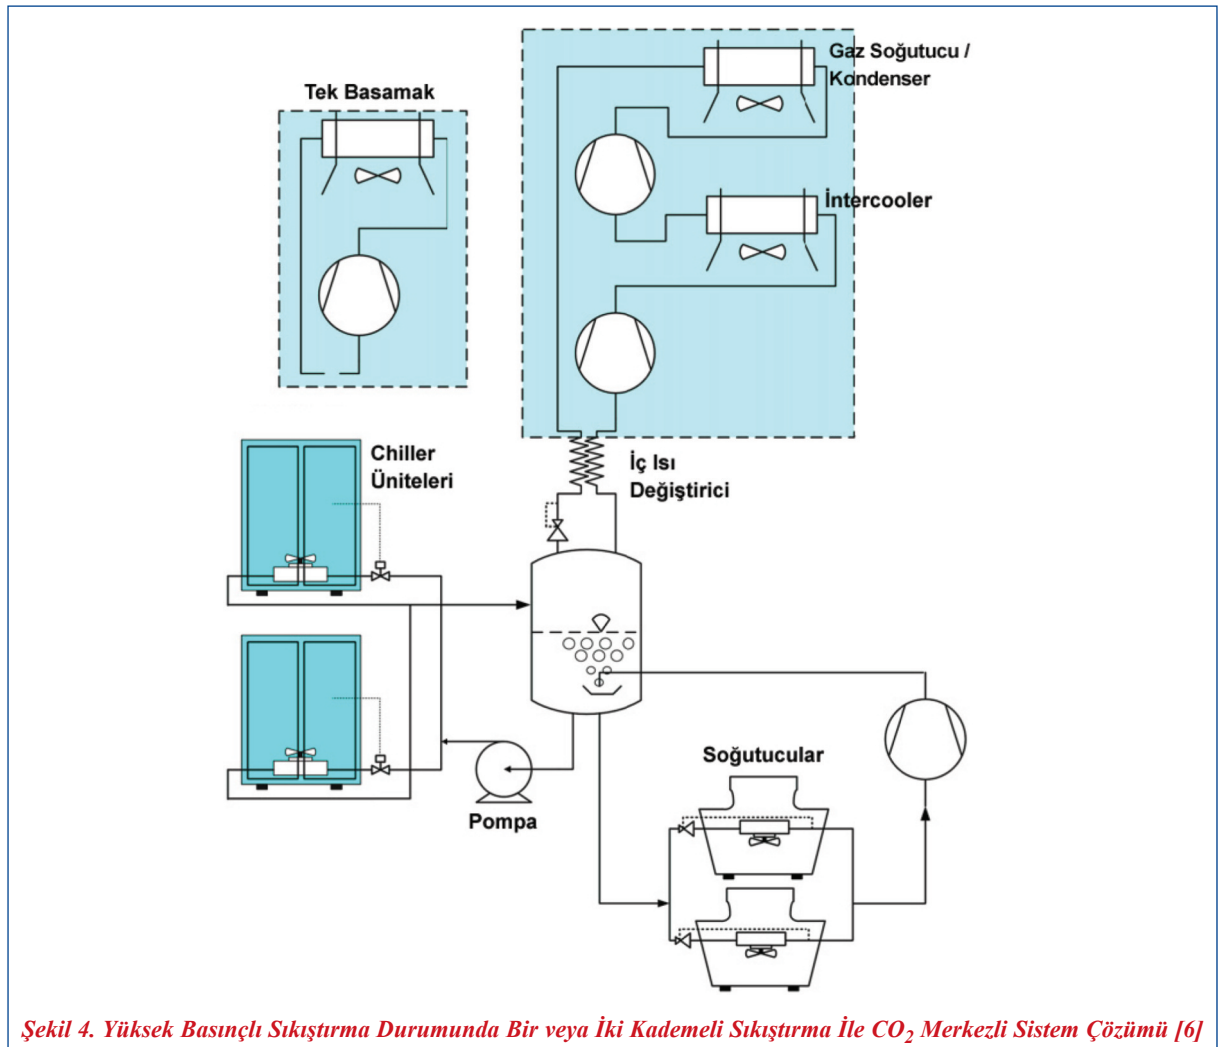 Tek Basamak
Gaz Soğutucu /
Kondenser
İntercooler
Chiller
Üniteleri
İç Isı
Değiştirici
Pompa
Soğutucular
Şekil 4. Yüksek Basınçlı Sıkıştırma Durumunda Bir veya İki Kademeli Sıkıştırma İle CO₂ Merkezli Sistem Çözümü [6]